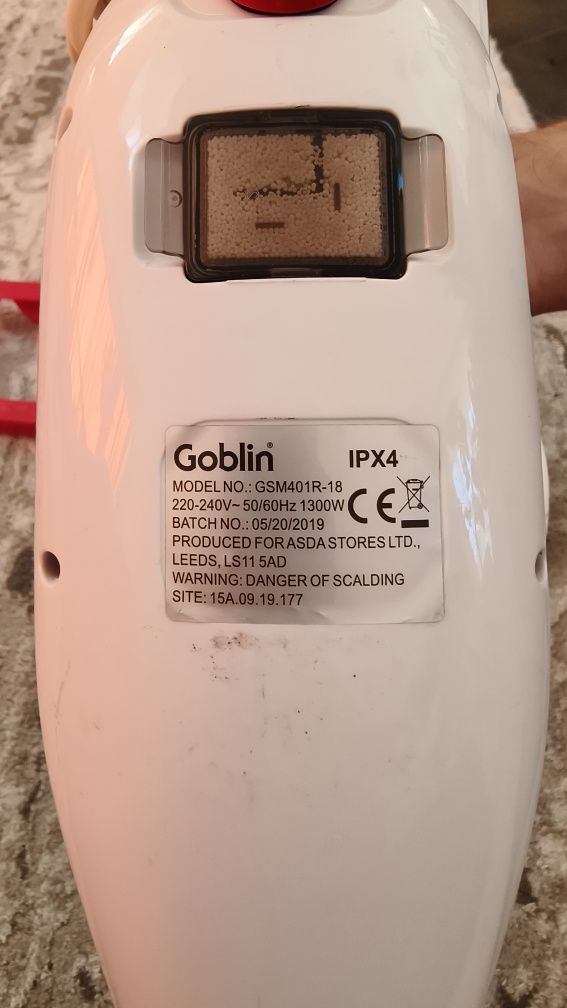 Goblin® IPX4
MODEL NO.: GSM401R-18
220-240V~ 50/60Hz 1300W CE
BATCH NO.: 05/20/2019
PRODUCED FOR ASDA STORES LTD.,
LEEDS, LS11 5AD
WARNING: DANGER OF SCALDING
SITE: 15A.09.19.177